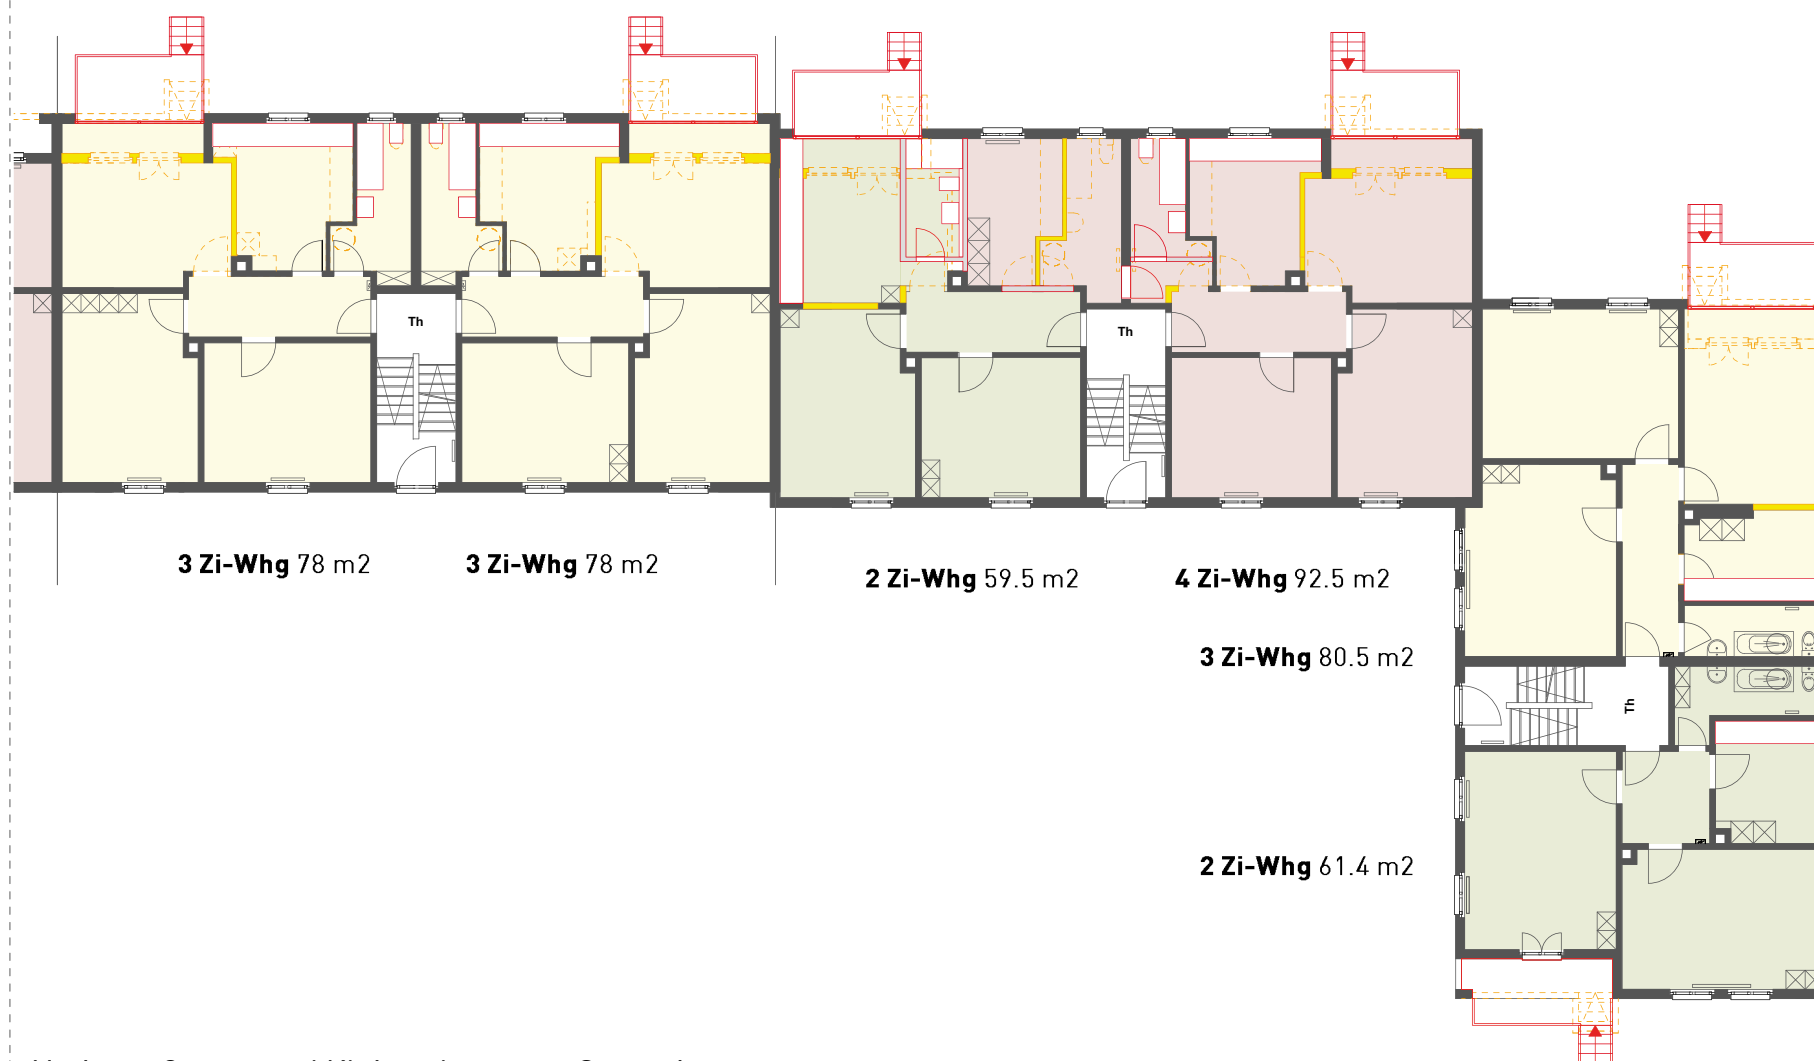 Th
Th
3 Zi-Whg 78 m2
3 Zi-Whg 78 m2
2 Zi-Whg 59.5 m2
4 Zi-Whg 92.5 m2
3 Zi-Whg 80.5 m2
Th
2 Zi-Whg 61.4 m2